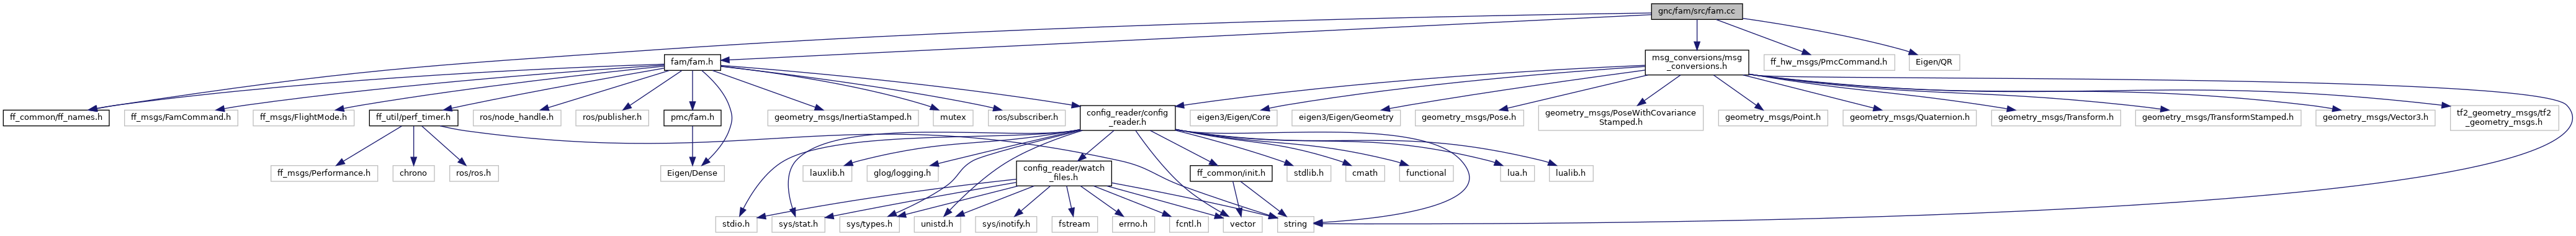 gnc/fam/src/fam.cc
fam/fam.h
msg_conversions/msg
_conversions.h
ff_hw_msgs/PmcCommand.h
Eigen/QR
ff_common/ff_names.h
ff_msgs/FamCommand.h
ff_msgs/FlightMode.h
ff_util/perf_timer.h
ros/node_handle.h
ros/publisher.h
pmc/fam.h
geometry_msgs/InertiaStamped.h
mutex
ros/subscriber.h
config_reader/config
_reader.h
eigen3/Eigen/Core
eigen3/Eigen/Geometry
geometry_msgs/Pose.h
geometry_msgs/PoseWithCovariance
Stamped.h
geometry_msgs/Point.h
geometry_msgs/Quaternion.h
geometry_msgs/Transform.h
geometry_msgs/TransformStamped.h
geometry_msgs/Vector3.h
tf2_geometry_msgs/tf2
_geometry_msgs.h
ff_msgs/Performance.h
chrono
ros/ros.h
Eigen/Dense
lauxlib.h
glog/logging.h
config_reader/watch
_files.h
ff_common/init.h
stdlib.h
cmath
functional
lua.h
lualib.h
stdio.h
sys/stat.h
sys/types.h
unistd.h
sys/inotify.h
fstream
errno.h
fcntl.h
vector
string